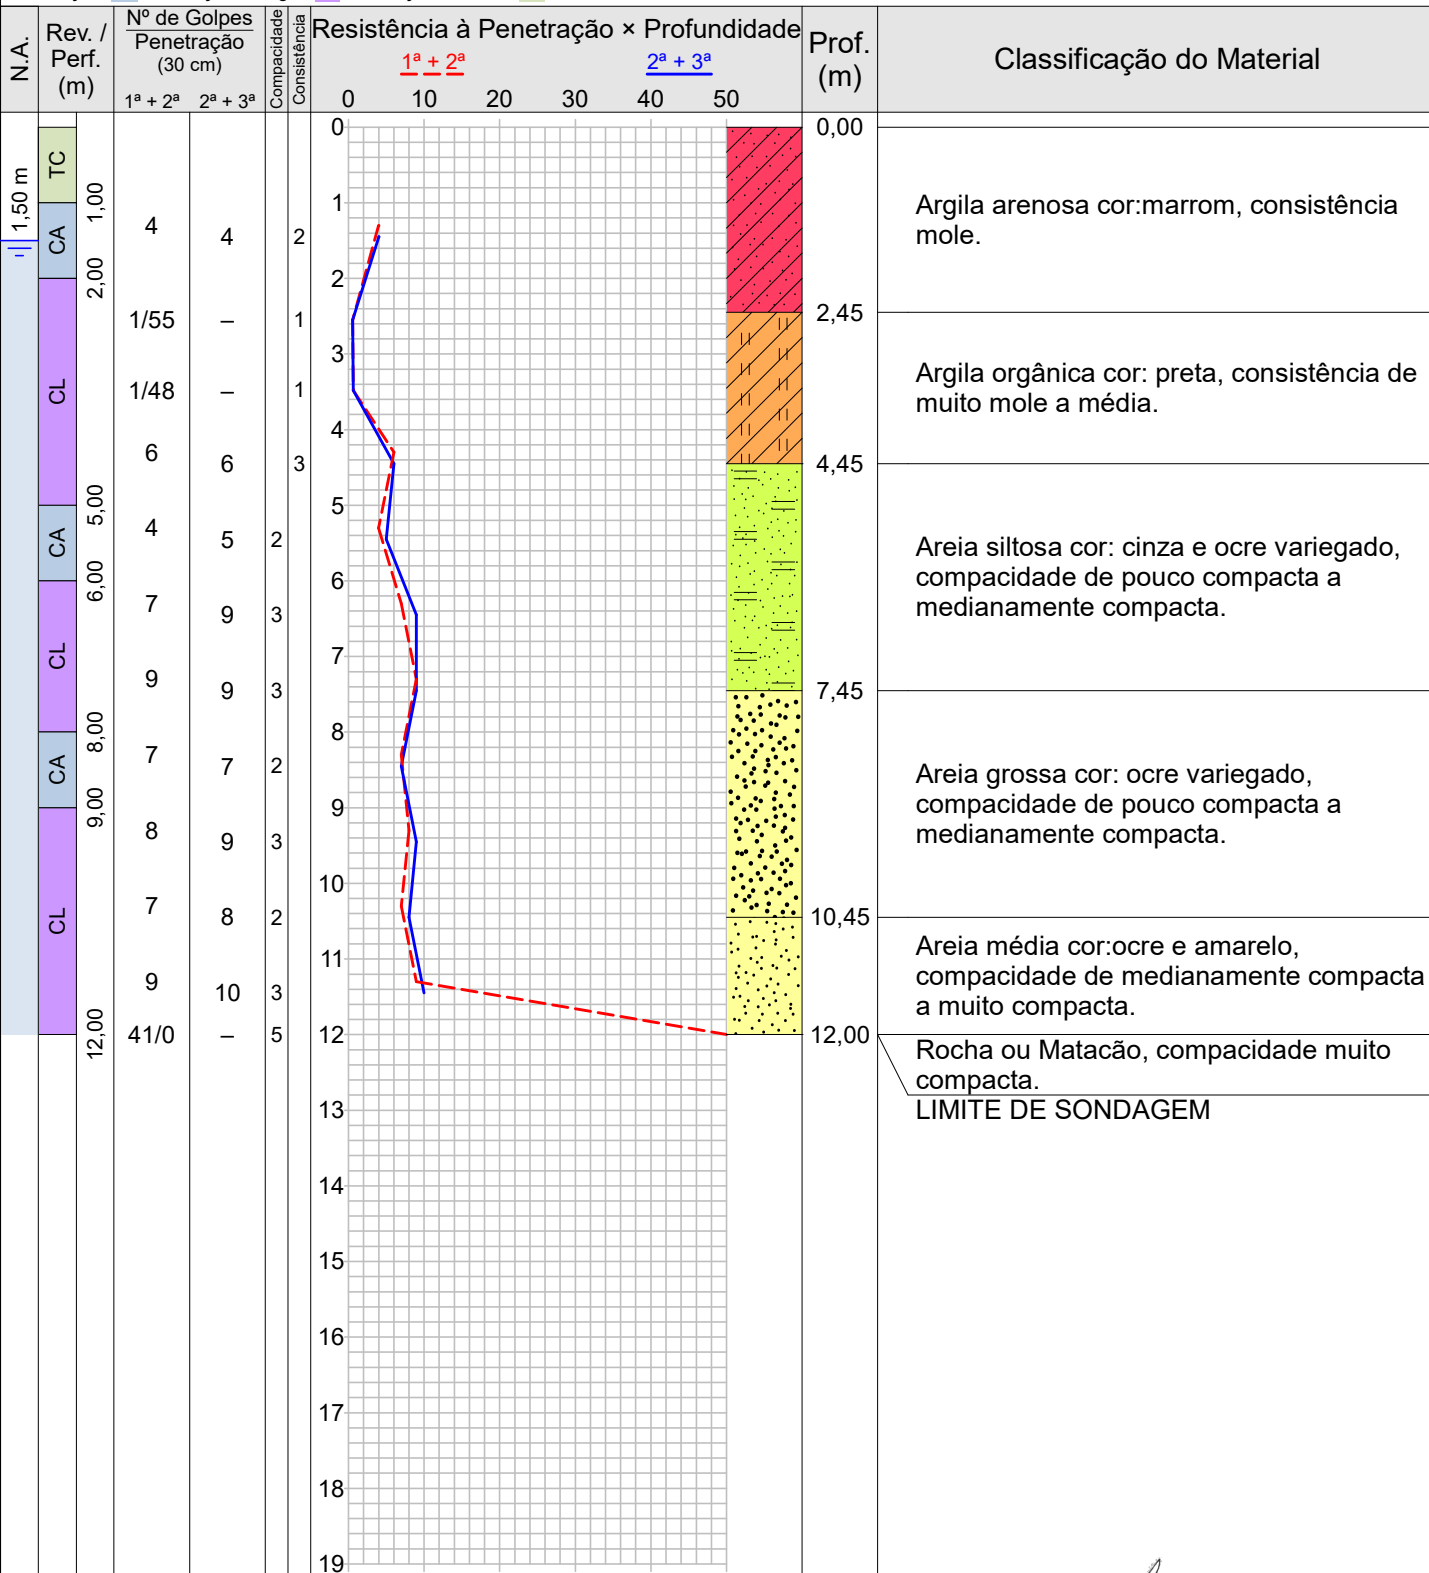 N.A.
Rev. /
Perf.
(m)
Nº de Golpes
Penetração
(30 cm)
1ª + 2ª 2ª + 3ª
Compacidade
Consistência
Resistência à Penetração × Profundidade
1ª + 2ª 2ª + 3ª
0 10 20 30 40 50
Prof.
(m)
Classificação do Material
0 0,00
TC
1,00
1
1,50 m
CA
4 4 2
Argila arenosa cor:marrom, consistência
mole.
2,00
2
1/55 – 1 2,45
3
CL
1/48 – 1
Argila orgânica cor: preta, consistência de
muito mole a média.
4
6 6 3 4,45
5,00
5
CA
4 5 2
Areia siltosa cor: cinza e ocre variegado,
compacidade de pouco compacta a
medianamente compacta.
6,00
6
7 9 3
CL
7
9 9 3 7,45
8,00
8
CA
7 7 2
Areia grossa cor: ocre variegado,
compacidade de pouco compacta a
medianamente compacta.
9,00
9
8 9 3
10
CL
7 8 2 10,45
11
9 10 3
Areia média cor:ocre e amarelo,
compacidade de medianamente compacta
a muito compacta.
12,00
41/0 – 5 12 12,00
Rocha ou Matacão, compacidade muito
compacta.
13
LIMITE DE SONDAGEM
14
15
16
17
18
19